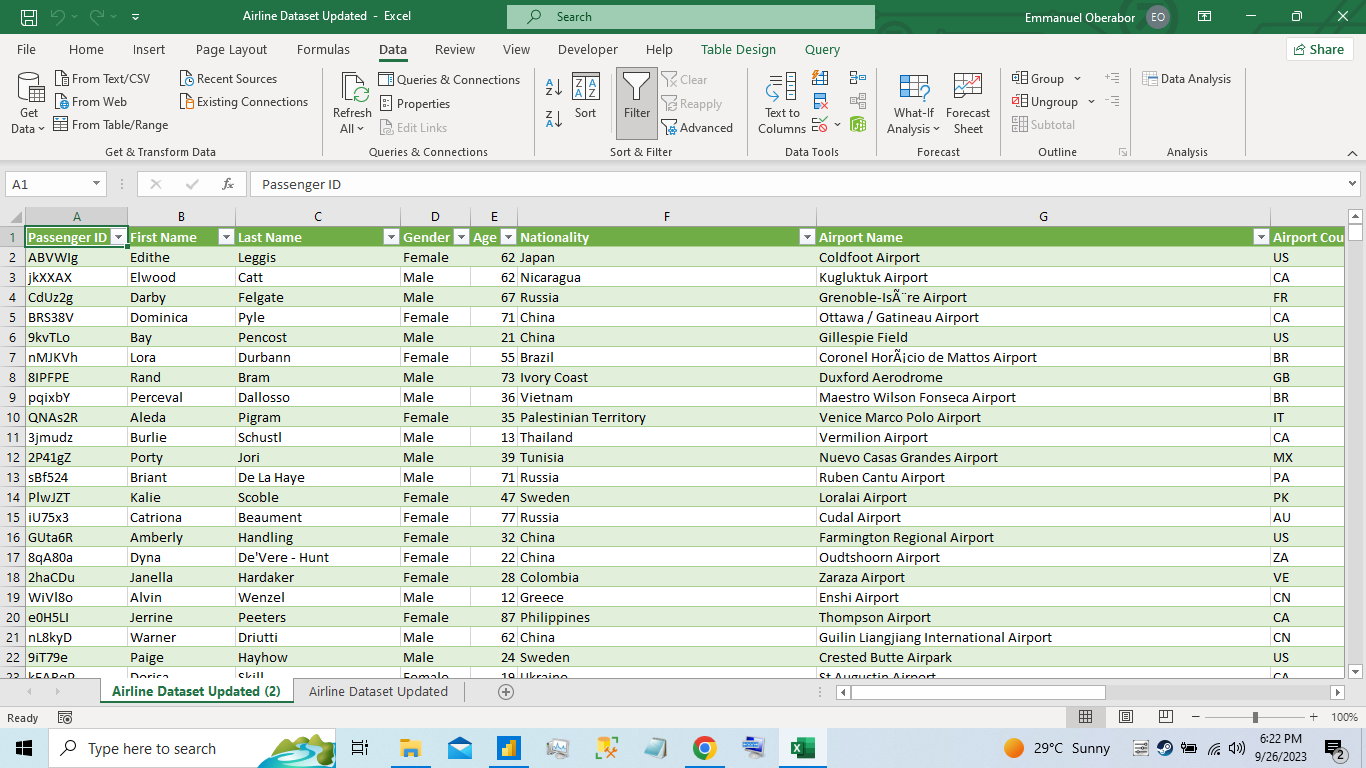 Airline Dataset Updated - Excel
Search
Emmanuel Oberabor EO
File Home Insert Page Layout Formulas Data Review View Developer Help Table Design Query Share
Get Data
From Text/CSV
From Web
From Table/Range
Recent Sources
Existing Connections
Get & Transform Data
Refresh All
Queries & Connections
Properties
Edit Links
Queries & Connections
Sort
Filter
Clear
Reapply
Advanced
Sort & Filter
Text to Columns
Data Tools
What-If Analysis
Forecast Sheet
Forecast
Group
Ungroup
Subtotal
Outline
Data Analysis
Analysis
A1 fx Passenger ID
A B C D E F G
1 Passenger ID First Name Last Name Gender Age Nationality Airport Name Airport Cou
2 ABVWIg Edithe Leggis Female 62 Japan Coldfoot Airport US
3 jkXXAX Elwood Catt Male 62 Nicaragua Kugluktuk Airport CA
4 CdUz2g Darby Felgate Male 67 Russia Grenoble-IsÃ¨re Airport FR
5 BRS38V Dominica Pyle Female 71 China Ottawa / Gatineau Airport CA
6 9kvTLo Bay Pencost Male 21 China Gillespie Field US
7 nMJKVh Lora Durbann Female 55 Brazil Coronel HorÃ¡cio de Mattos Airport BR
8 8IPFPE Rand Bram Male 73 Ivory Coast Duxford Aerodrome GB
9 pqixbY Perceval Dallosso Male 36 Vietnam Maestro Wilson Fonseca Airport BR
10 QNAs2R Aleda Pigram Female 35 Palestinian Territory Venice Marco Polo Airport IT
11 3jmudz Burlie Schustl Male 13 Thailand Vermilion Airport CA
12 2P41gZ Porty Jori Male 39 Tunisia Nuevo Casas Grandes Airport MX
13 sBf524 Briant De La Haye Male 71 Russia Ruben Cantu Airport PA
14 PlwJZT Kalie Scoble Female 47 Sweden Loralai Airport PK
15 iU75x3 Catriona Beaument Female 77 Russia Cudal Airport AU
16 GUta6R Amberly Handling Female 32 China Farmington Regional Airport US
17 8qA80a Dyna De'Vere - Hunt Female 22 China Oudtshoorn Airport ZA
18 2haCDu Janella Hardaker Female 28 Colombia Zaraza Airport VE
19 WiVl8o Alvin Wenzel Male 12 Greece Enshi Airport CN
20 e0H5LI Jerrine Peeters Female 87 Philippines Thompson Airport CA
21 nL8kyD Warner Driutti Male 62 China Guilin Liangjiang International Airport CN
22 9iT79e Paige Hayhow Male 24 Sweden Crested Butte Airpark US
23 Dorisa Skill Female 19 Ukraine St Augustin Airport CA
Airline Dataset Updated (2) Airline Dataset Updated
Ready 100%
Type here to search 29°C Sunny 6:22 PM
9/26/2023 2